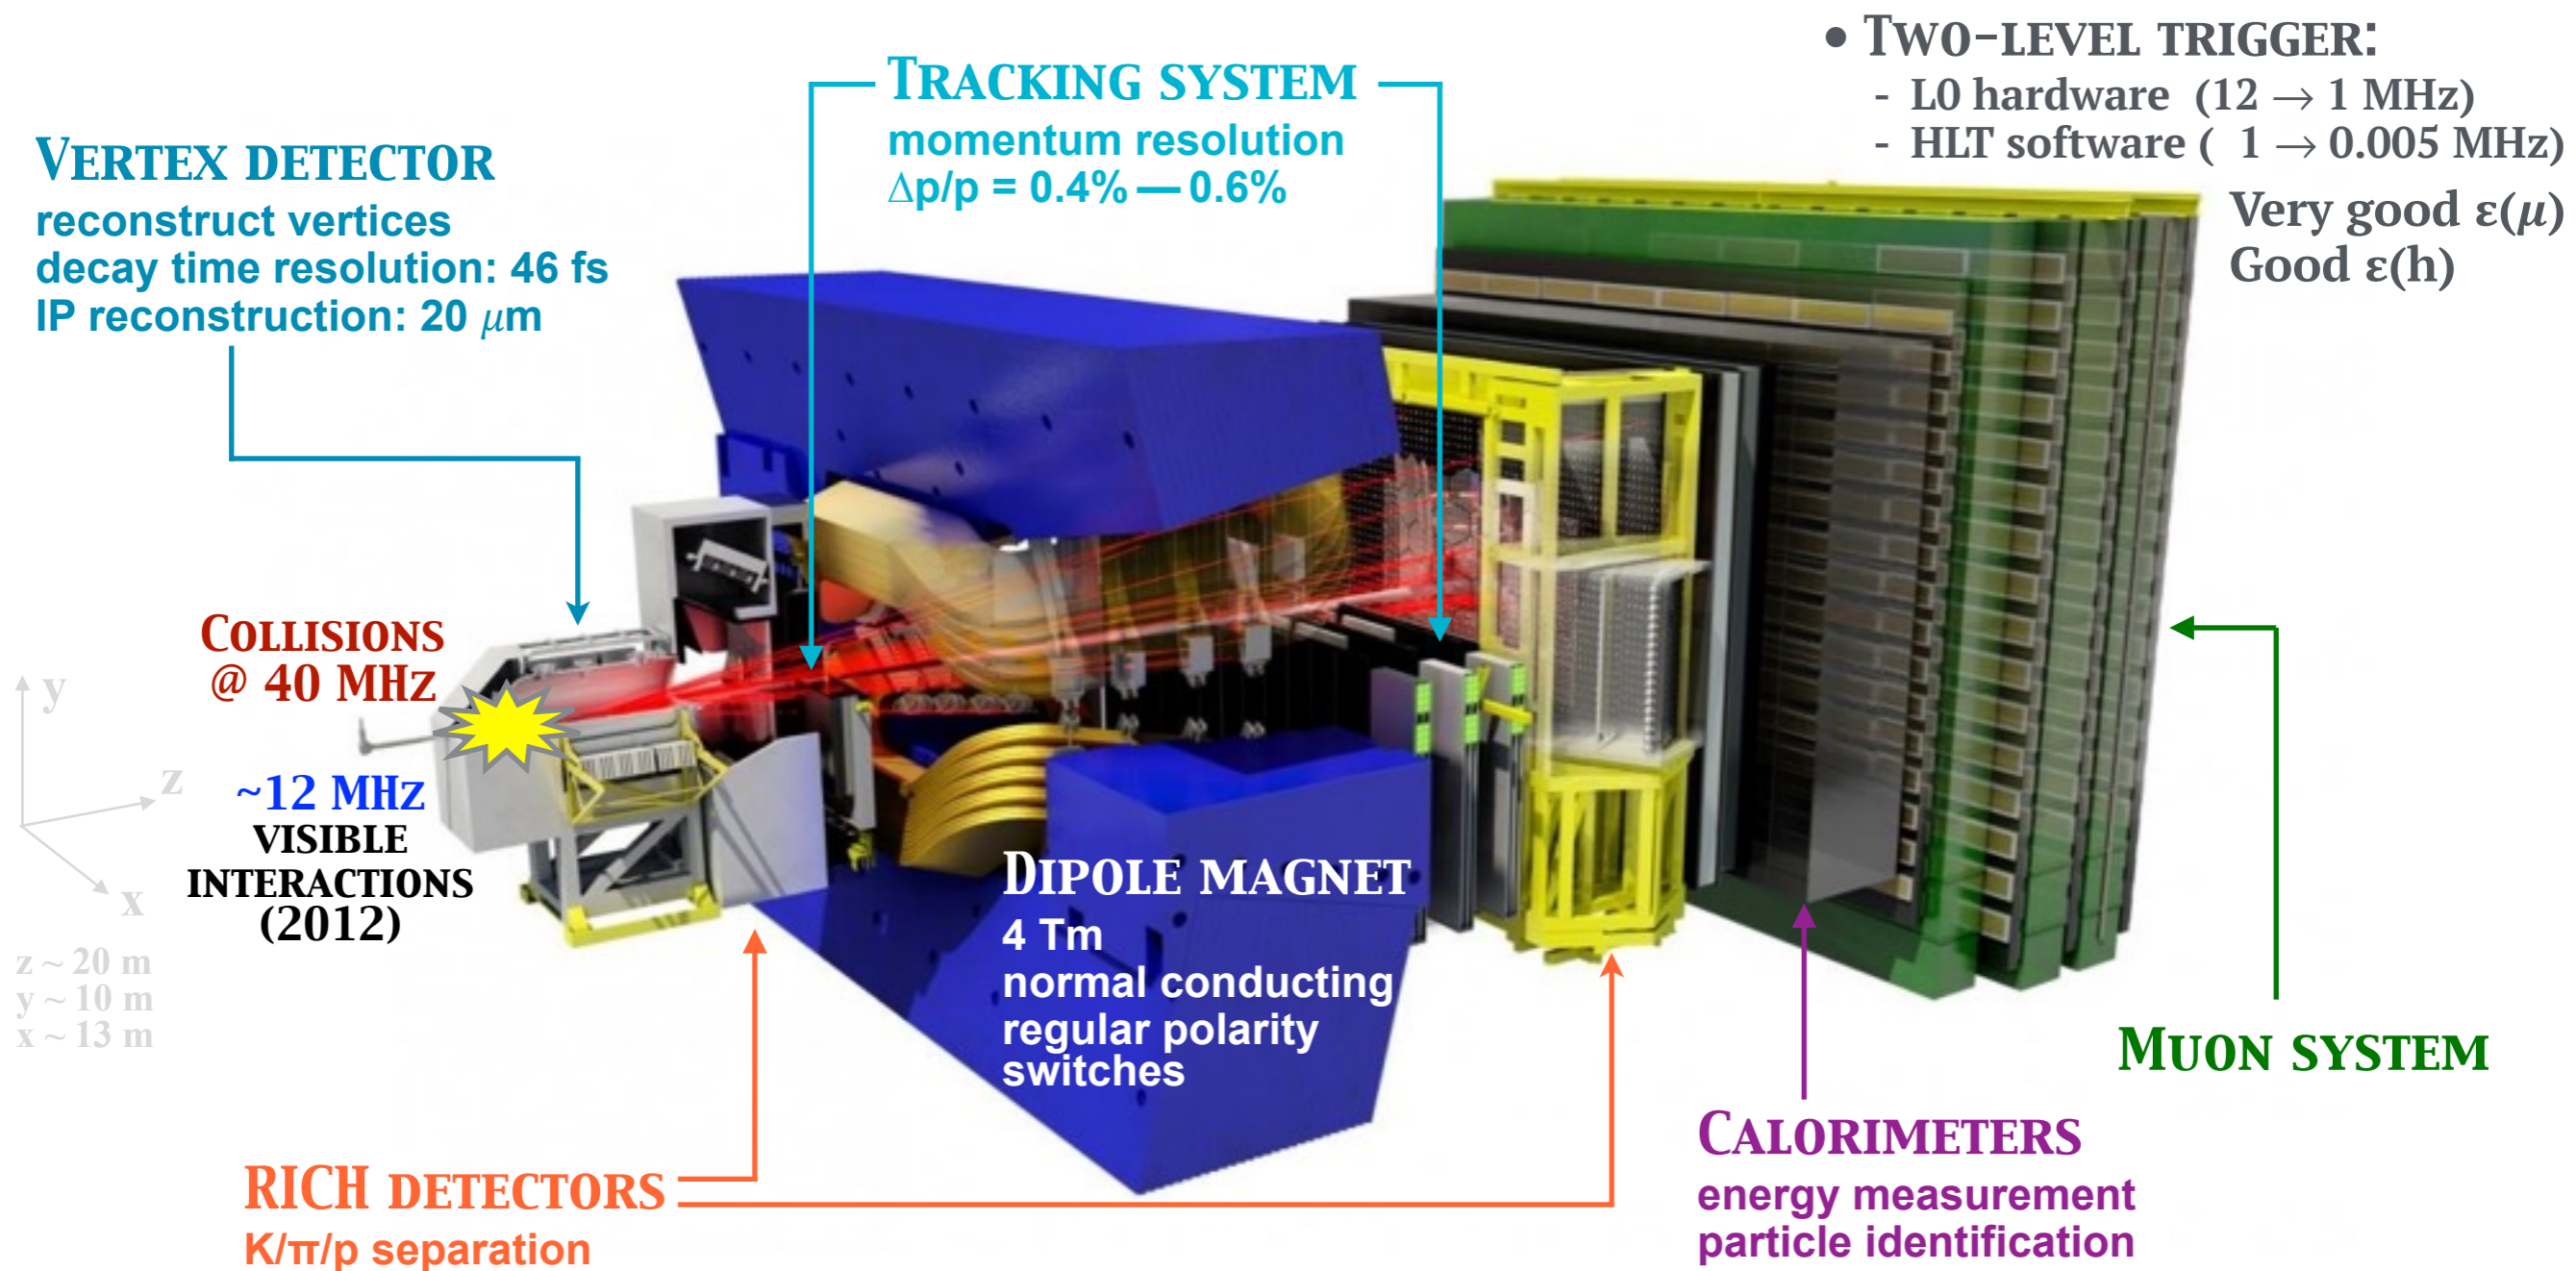 • TWO-LEVEL TRIGGER:
- L0 hardware (12 → 1 MHz)
- HLT software ( 1 → 0.005 MHz)
Very good ε(μ)
Good ε(h)
TRACKING SYSTEM
momentum resolution
Δp/p = 0.4% — 0.6%
VERTEX DETECTOR
reconstruct vertices
decay time resolution: 46 fs
IP reconstruction: 20 μm
COLLISIONS
@ 40 MHZ
~12 MHZ
VISIBLE
INTERACTIONS
(2012)
y
z
x
z ~ 20 m
y ~ 10 m
x ~ 13 m
DIPOLE MAGNET
4 Tm
normal conducting
regular polarity
switches
MUON SYSTEM
CALORIMETERS
energy measurement
particle identification
RICH DETECTORS
K/π/p separation